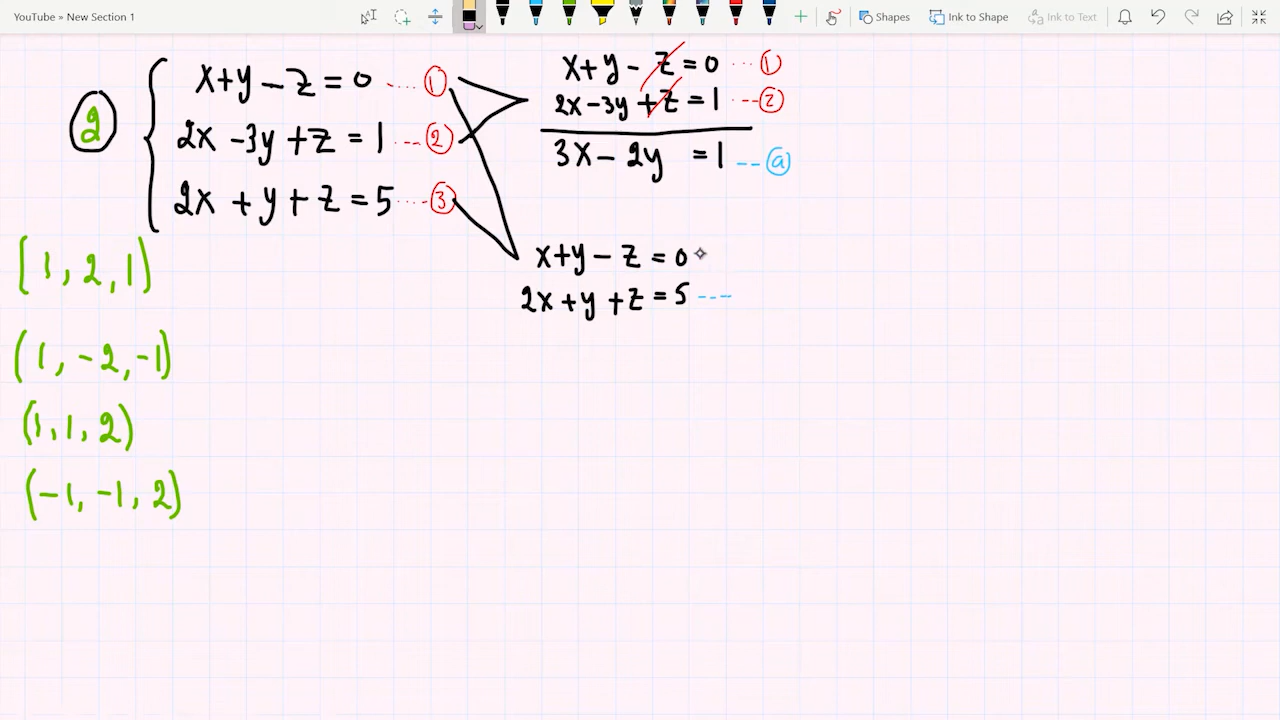 YouTube » New Section 1
Shapes
Ink to Shape
Ink to Text
2
x+y-z=0 ---- ①
2x-3y+z=1 --- ②
2x+y+z=5 ---- ③
[1, 2, 1)
(1, -2, -1)
(1, 1, 2)
(-1, -1, 2)
x+y-z=0 ---①
2x-3y+z=1 ---②
3x-2y =1 --ⓐ
x+y-z=0
2x+y+z=5 ----